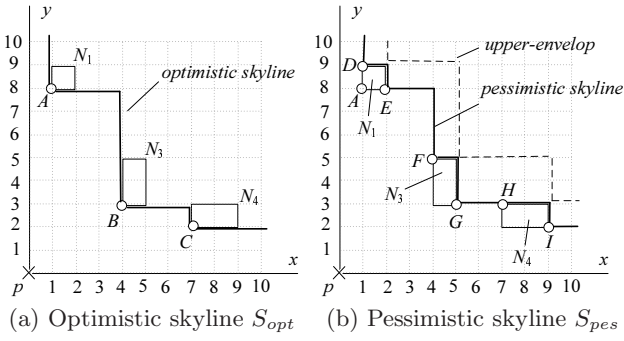 y
10
9
8
7
6
5
4
3
2
1
p
1 2 3 4 5 6 7 8 9 10
x
N1
A
optimistic skyline
N3
B
N4
C
(a) Optimistic skyline Sopt
y
10
9
8
7
6
5
4
3
2
1
p
1 2 3 4 5 6 7 8 9 10
x
upper-envelop
D
A
E
pessimistic skyline
N1
F
N3
G
H
N4
I
(b) Pessimistic skyline Spes